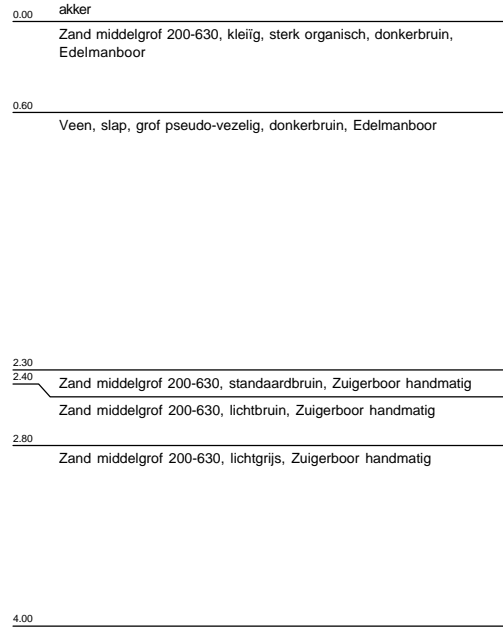 0.00 akker
Zand middelgrof 200-630, kleiïg, sterk organisch, donkerbruin,
Edelmanboor
0.60
Veen, slap, grof pseudo-vezelig, donkerbruin, Edelmanboor
2.30
2.40
Zand middelgrof 200-630, standaardbruin, Zuigerboor handmatig
Zand middelgrof 200-630, lichtbruin, Zuigerboor handmatig
2.80
Zand middelgrof 200-630, lichtgrijs, Zuigerboor handmatig
4.00